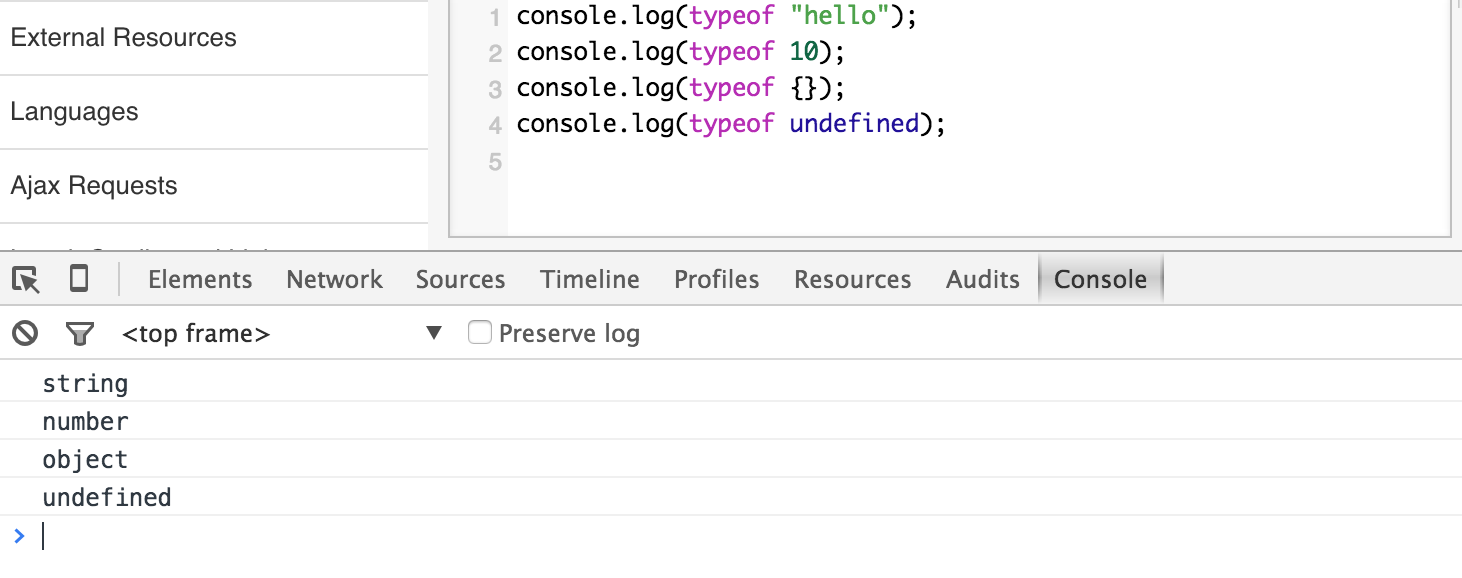 External Resources
Languages
Ajax Requests
1 console.log(typeof "hello");
2 console.log(typeof 10);
3 console.log(typeof {});
4 console.log(typeof undefined);
5
Elements Network Sources Timeline Profiles Resources Audits Console
<top frame> ▼ Preserve log
string
number
object
undefined
>